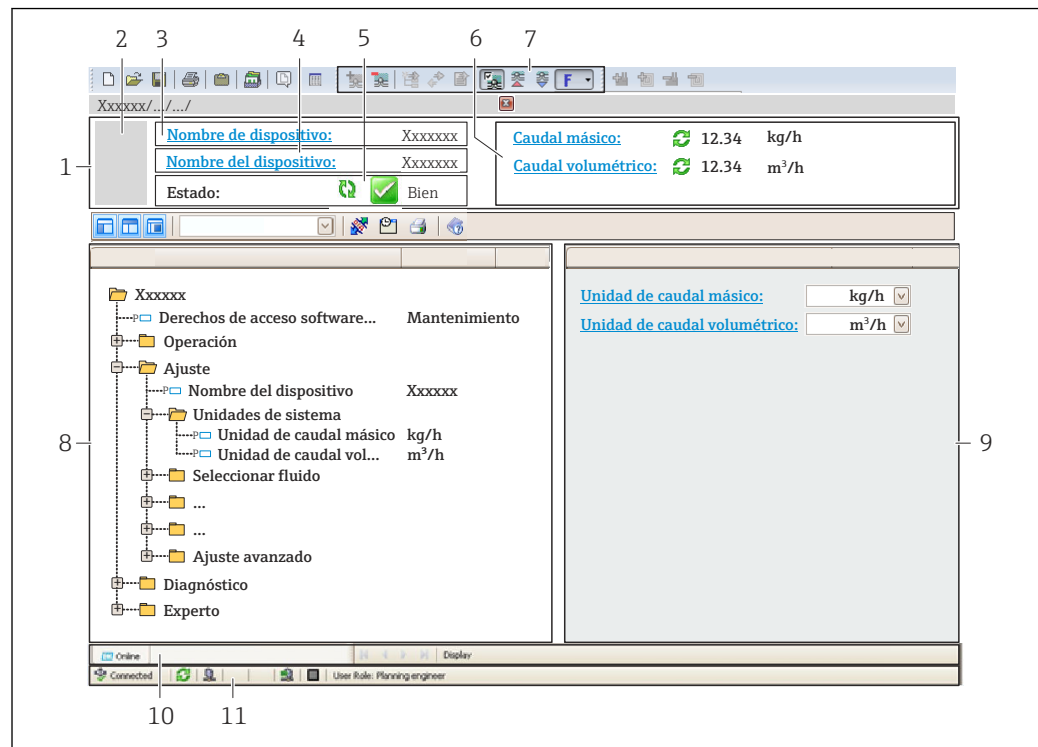 2 3 4 5 6 7
F
Xxxxxx/.../.../
1
Nombre de dispositivo: Xxxxxxx
Nombre del dispositivo: Xxxxxxx
Estado: Bien
Caudal másico: 12.34 kg/h
Caudal volumétrico: 12.34 m³/h
Xxxxxx
Derechos de acceso software... Mantenimiento
Operación
Ajuste
Nombre del dispositivo Xxxxxx
Unidades de sistema
Unidad de caudal másico kg/h
Unidad de caudal vol... m³/h
Seleccionar fluido
...
...
Ajuste avanzado
Diagnóstico
Experto
8
Unidad de caudal másico: kg/h
Unidad de caudal volumétrico: m³/h
9
Online Display
Connected User Role: Planning engineer
10 11